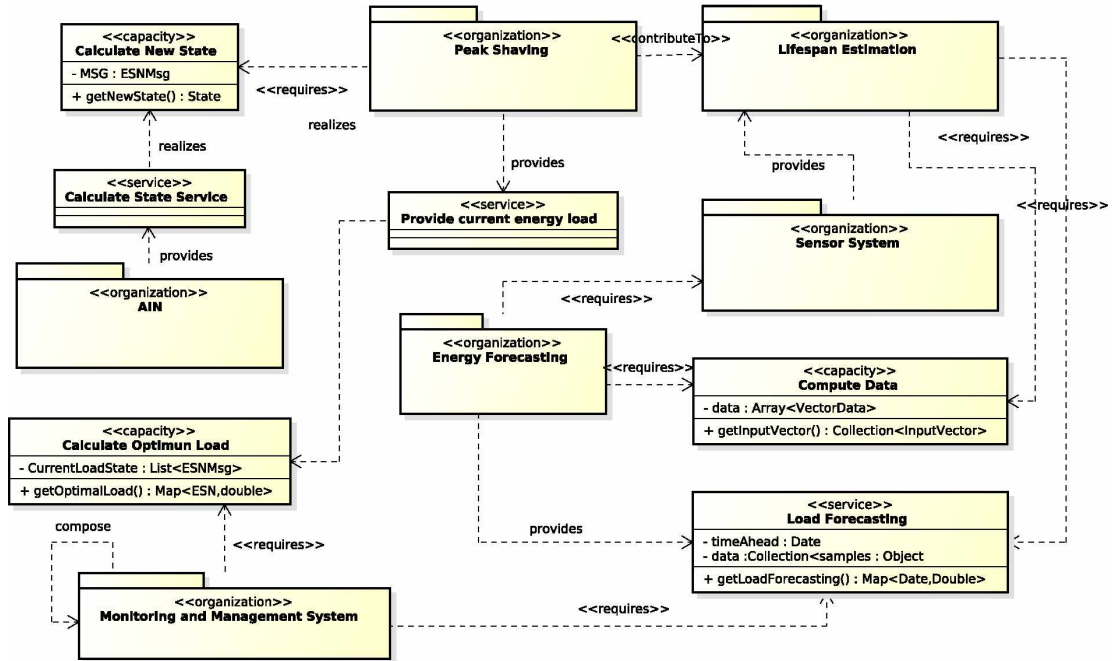 <<capacity>>
Calculate New State
- MSG : ESNMsg
+ getNewState() : State
<<requires>>
<<organization>>
Peak Shaving
<<contributeTo>>
<<organization>>
Lifespan Estimation
<<requires>>
realizes
realizes
provides
provides
<<service>>
Calculate State Service
<<service>>
Provide current energy load
<<requires>>
<<organization>>
Sensor System
provides
<<organization>>
AIN
<<requires>>
<<organization>>
Energy Forecasting
<<requires>>
<<capacity>>
Compute Data
- data : Array<VectorData>
+ getInputVector() : Collection<InputVector>
<<capacity>>
Calculate Optimun Load
- CurrentLoadState : List<ESNMsg>
+ getOptimalLoad() : Map<ESN,double>
compose
<<requires>>
provides
<<service>>
Load Forecasting
- timeAhead : Date
- data :Collection<samples : Object
+ getLoadForecasting() : Map<Date,Double>
<<organization>>
Monitoring and Management System
<<requires>>